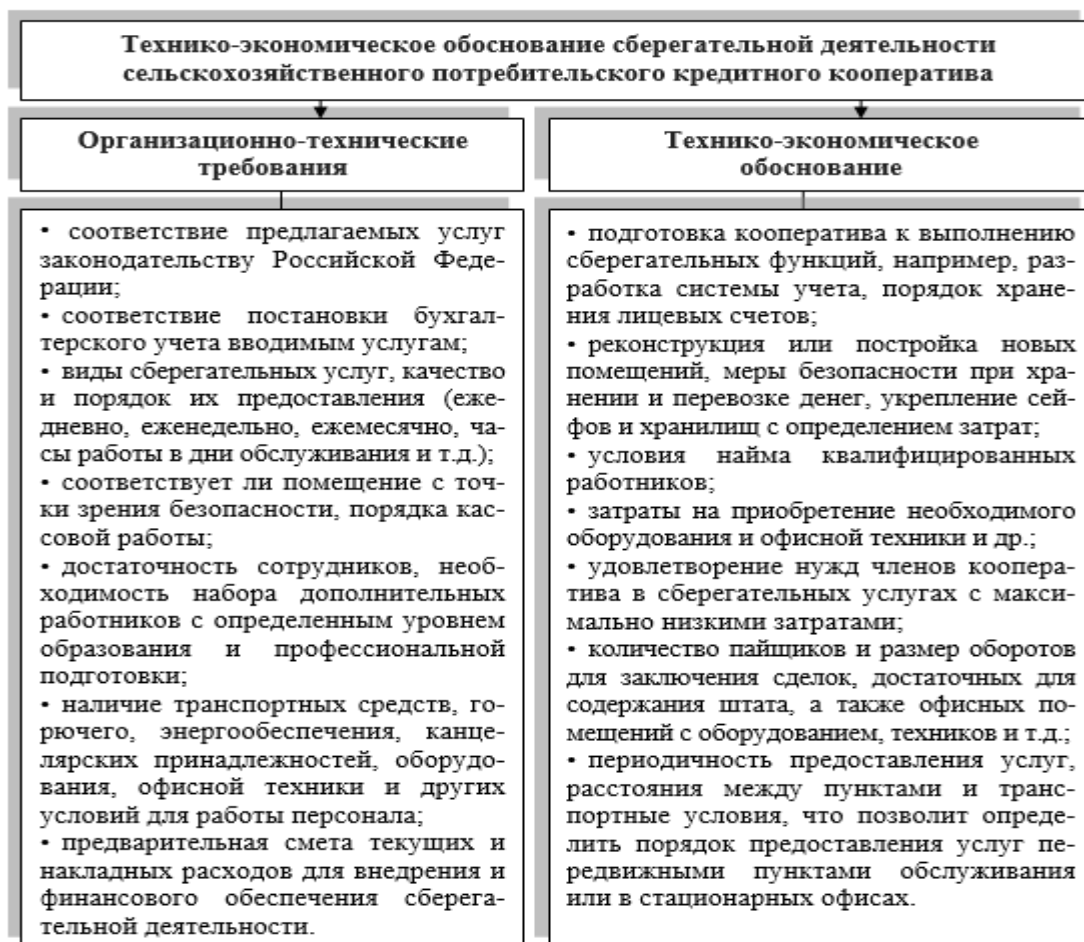 Технико-экономическое обоснование сберегательной деятельности
сельскохозяйственного потребительского кредитного кооператива
Организационно-технические
требования
• соответствие предлагаемых услуг
законодательству Российской Феде-
рации;
• соответствие постановки бухгал-
терского учета вводимым услугам;
• виды сберегательных услуг, качество
и порядок их предоставления (еже-
дневно, еженедельно, ежемесячно, ча-
сы работы в дни обслуживания и т.д.);
• соответствует ли помещение с точ-
ки зрения безопасности, порядка кас-
совой работы;
• достаточность сотрудников, необ-
ходимость набора дополнительных
работников с определенным уровнем
образования и профессиональной
подготовки;
• наличие транспортных средств, го-
рючего, энергообеспечения, канце-
лярских принадлежностей, оборудо-
вания, офисной техники и других
условий для работы персонала;
• предварительная смета текущих и
накладных расходов для внедрения и
финансового обеспечения сберега-
тельной деятельности.
Технико-экономическое
обоснование
• подготовка кооператива к выполнению
сберегательных функций, например, раз-
работка системы учета, порядок хране-
ния лицевых счетов;
• реконструкция или постройка новых
помещений, меры безопасности при хра-
нении и перевозке денег, укрепление сей-
фов и хранилищ с определением затрат;
• условия найма квалифицированных
работников;
• затраты на приобретение необходимого
оборудования и офисной техники и др.;
• удовлетворение нужд членов коопера-
тива в сберегательных услугах с макси-
мально низкими затратами;
• количество пайщиков и размер оборотов
для заключения сделок, достаточных для
содержания штата, а также офисных по-
мещений с оборудованием, техников и т.д.;
• периодичность предоставления услуг,
расстояния между пунктами и транс-
портные условия, что позволит опреде-
лить порядок предоставления услуг пе-
редвижными пунктами обслуживания
или в стационарных офисах.